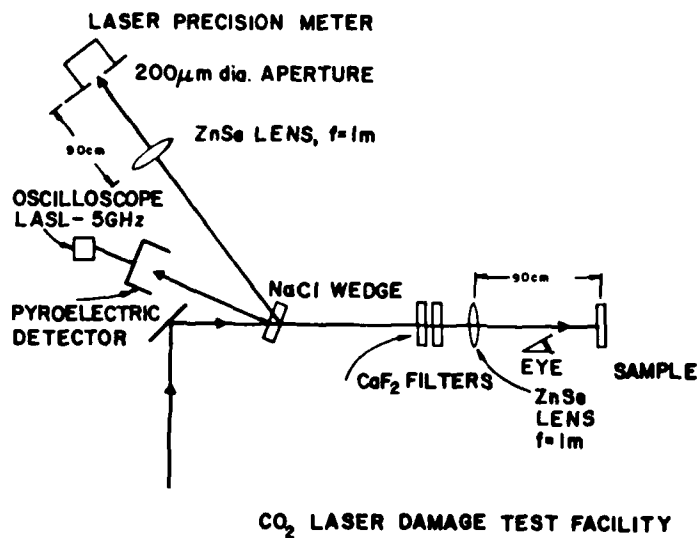 LASER PRECISION METER
200µm dia. APERTURE
90cm
ZnSe LENS, f=1m
OSCILLOSCOPE
LASL-5GHz
PYROELECTRIC
DETECTOR
NaCl WEDGE
90cm
CaF2 FILTERS
EYE
SAMPLE
ZnSe
LENS
f=1m
CO2 LASER DAMAGE TEST FACILITY